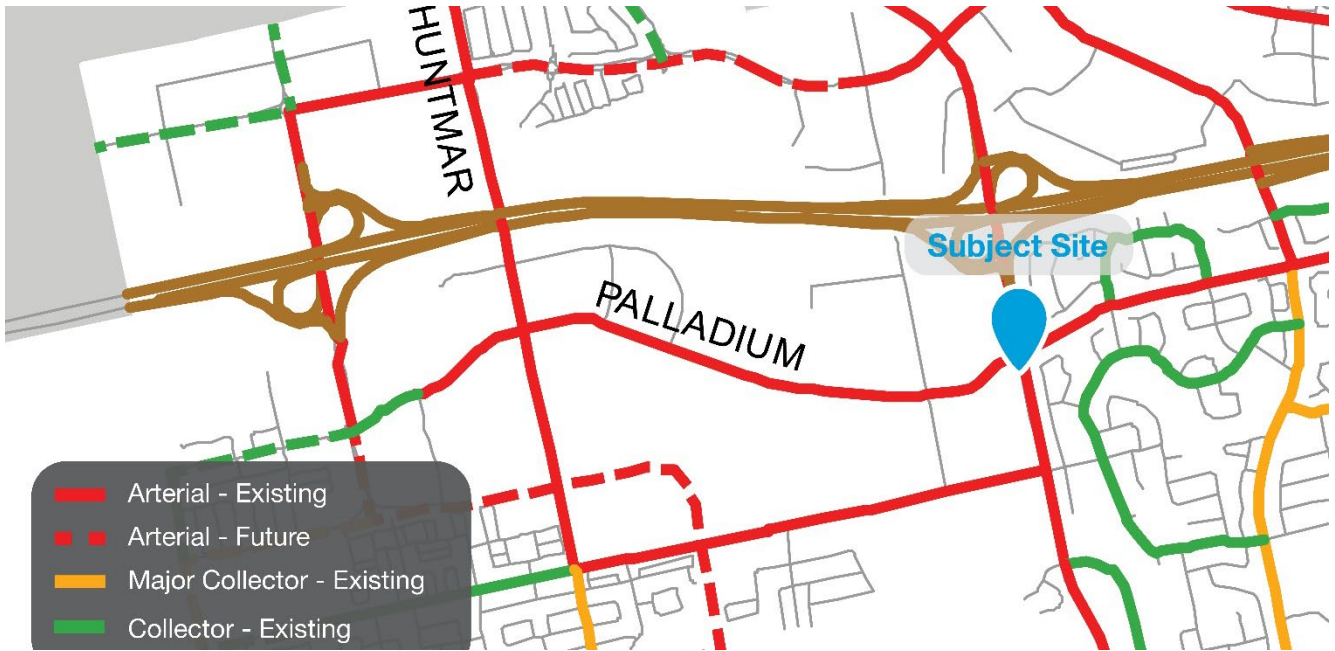 HUNTMAR
Subject Site
PALLADIUM
Arterial - Existing
Arterial - Future
Major Collector - Existing
Collector - Existing